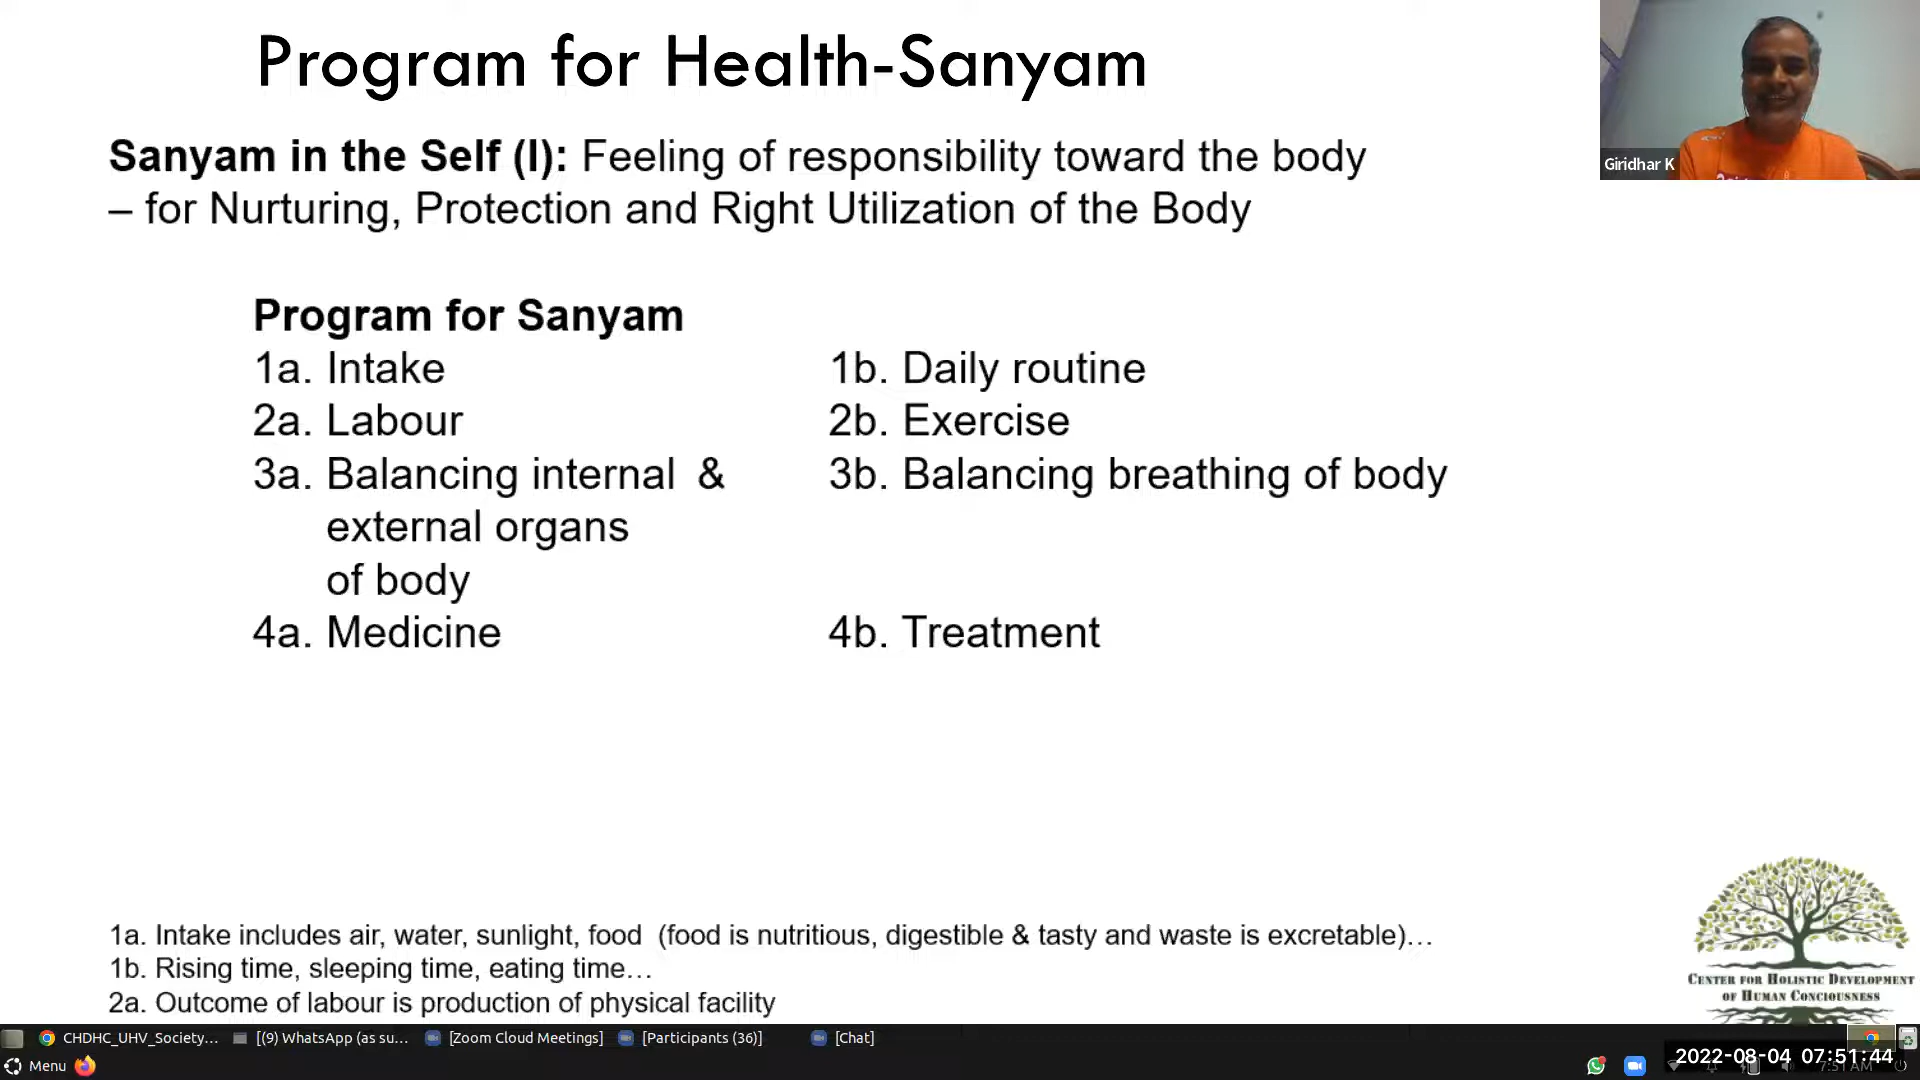 Program for Health-Sanyam
Giridhar K
Sanyam in the Self (I): Feeling of responsibility toward the body
– for Nurturing, Protection and Right Utilization of the Body
Program for Sanyam
1a. Intake 1b. Daily routine
2a. Labour 2b. Exercise
3a. Balancing internal & 3b. Balancing breathing of body
external organs
of body
4a. Medicine 4b. Treatment
1a. Intake includes air, water, sunlight, food (food is nutritious, digestible & tasty and waste is excretable)…
1b. Rising time, sleeping time, eating time…
2a. Outcome of labour is production of physical facility
CENTER FOR HOLISTIC DEVELOPMENT
OF HUMAN CONCIOUSNESS
CHDHC_UHV_Society... [(9) WhatsApp (as su... [Zoom Cloud Meetings] [Participants (36)] [Chat]
Menu 2022-08-04 07:51:44
7:51 AM